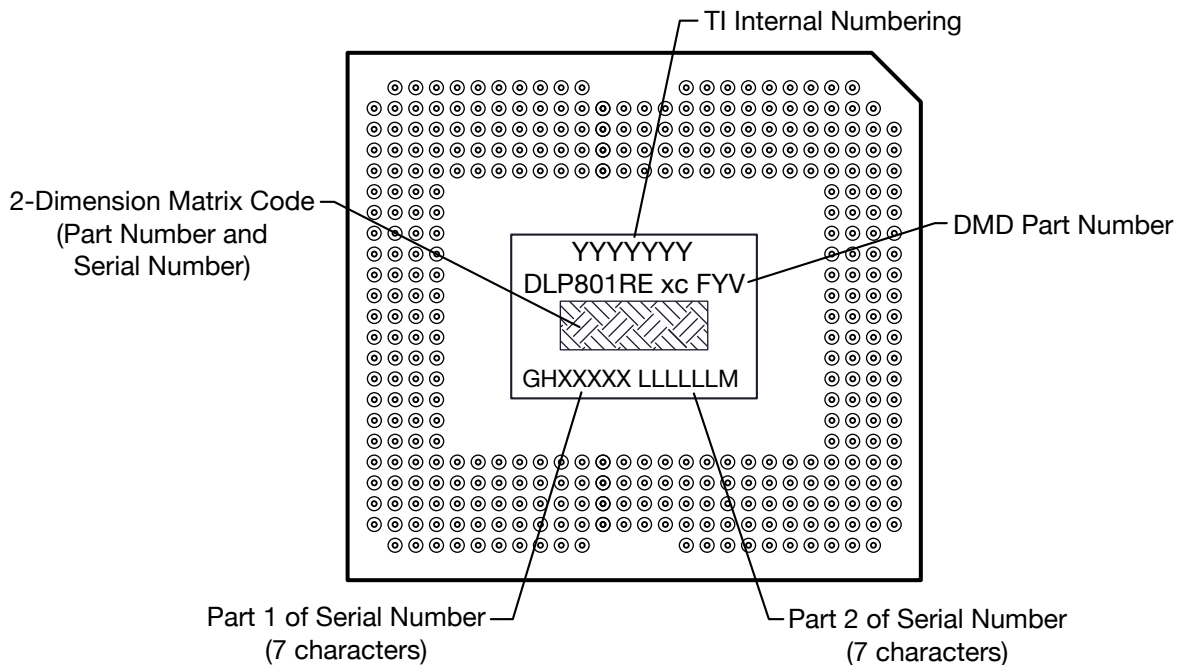 TI Internal Numbering
2-Dimension Matrix Code
(Part Number and
Serial Number)
DMD Part Number
YYYYYYY
DLP801RE xc FYV
GHXXXXX LLLLLLM
Part 1 of Serial Number
(7 characters)
Part 2 of Serial Number
(7 characters)